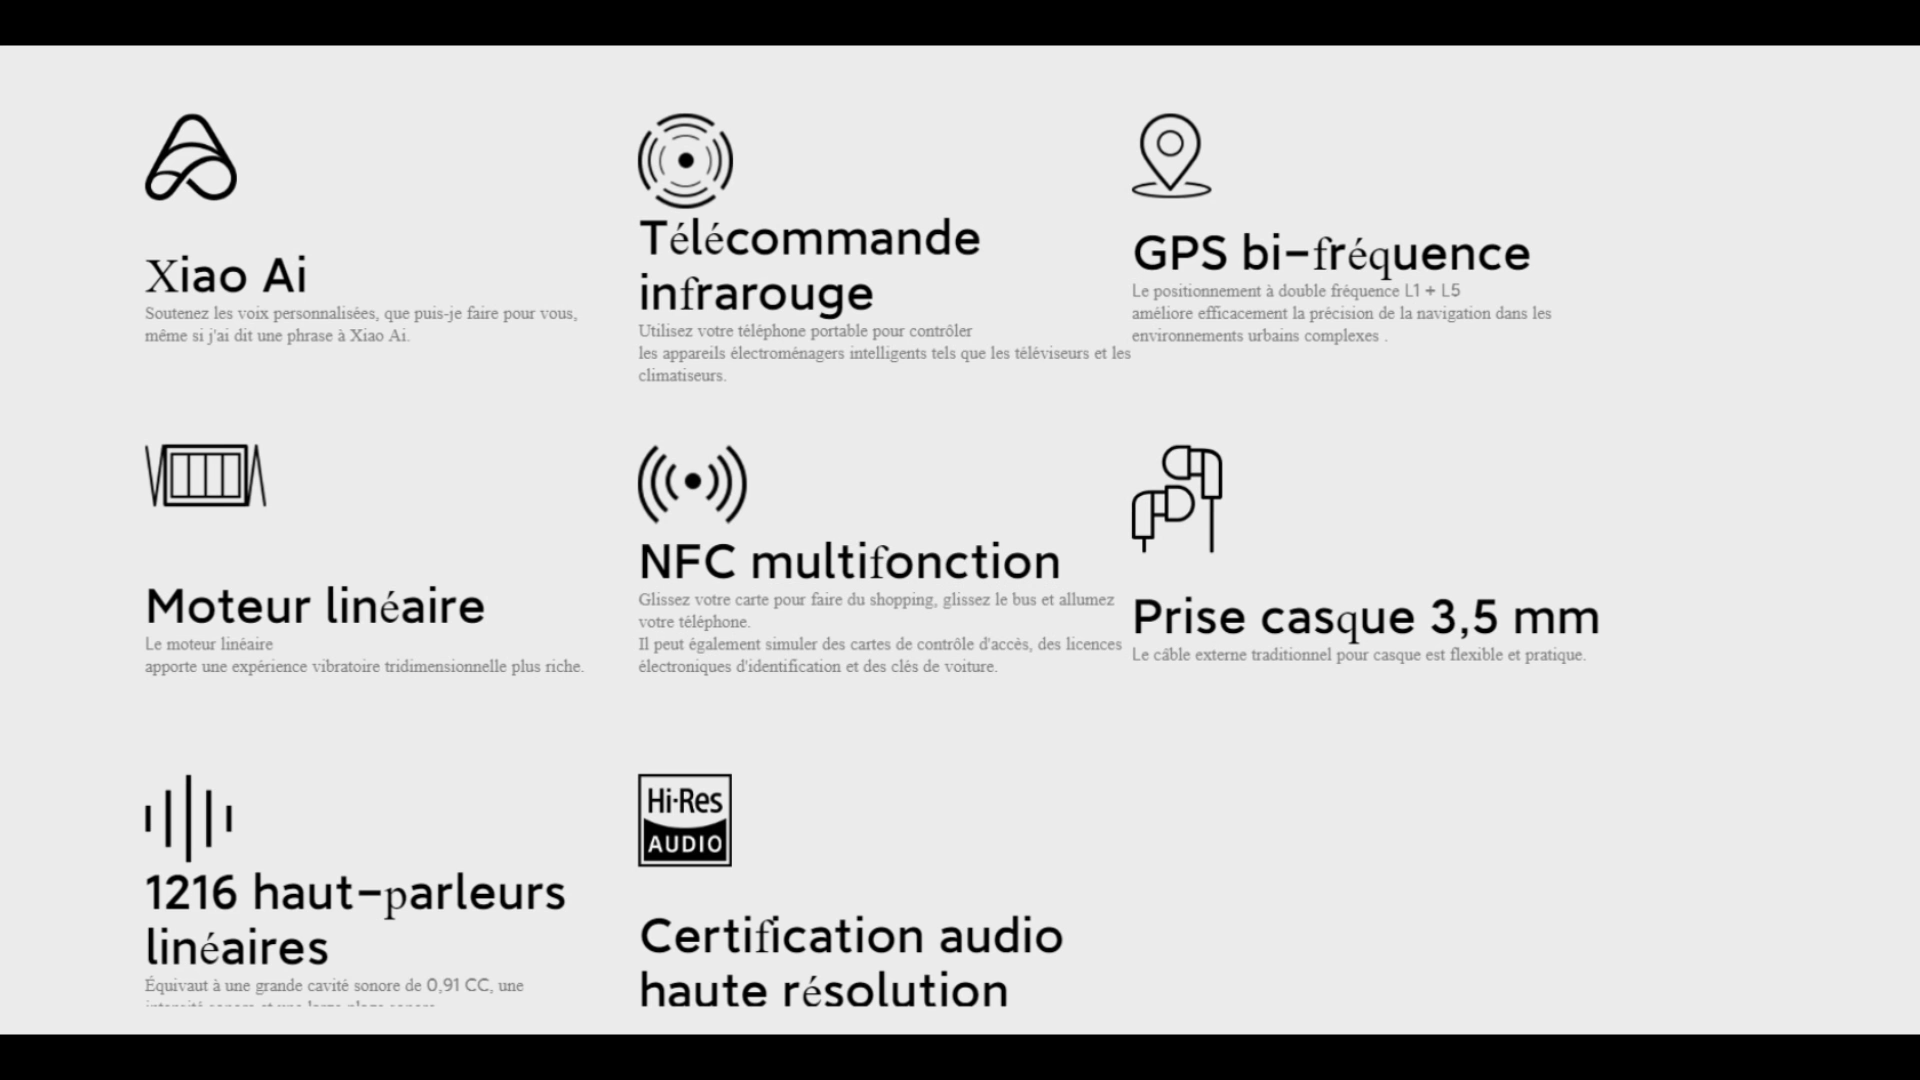 Xiao Ai
Soutenez les voix personnalisées, que puis-je faire pour vous,
même si j'ai dit une phrase à Xiao Ai.
Télécommande
infrarouge
Utilisez votre téléphone portable pour contrôler
les appareils électroménagers intelligents tels que les téléviseurs et les
climatiseurs.
GPS bi-fréquence
Le positionnement à double fréquence L1 + L5
améliore efficacement la précision de la navigation dans les
environnements urbains complexes .
Moteur linéaire
Le moteur linéaire
apporte une expérience vibratoire tridimensionnelle plus riche.
NFC multifonction
Glissez votre carte pour faire du shopping, glissez le bus et allumez
votre téléphone.
Il peut également simuler des cartes de contrôle d'accès, des licences
électroniques d'identification et des clés de voiture.
Prise casque 3,5 mm
Le câble externe traditionnel pour casque est flexible et pratique.
1216 haut-parleurs
linéaires
Équivaut à une grande cavité sonore de 0,91 CC, une
Hi-Res
AUDIO
Certification audio
haute résolution